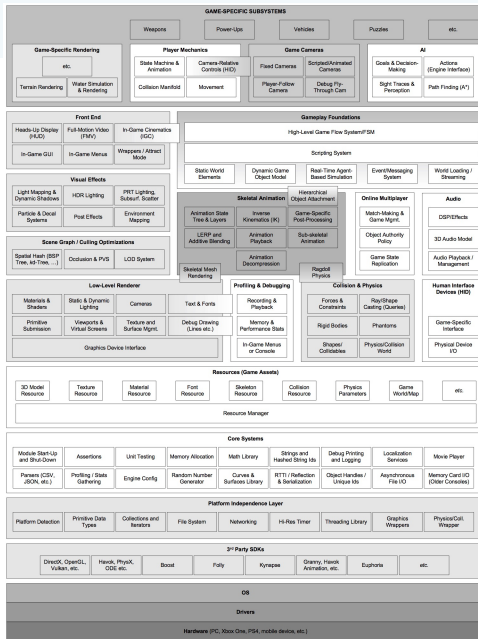 GAME-SPECIFIC SUBSYSTEMS
Weapons
Power-Ups
Vehicles
Puzzles
etc.
Game-Specific Rendering
etc.
Terrain Rendering
Water Simulation
& Rendering
Player Mechanics
State Machine &
Animation
Camera-Relative
Controls (HID)
Collision Manifold
Movement
Game Cameras
Fixed Cameras
Scripted/Animated
Cameras
Player-Follow
Camera
Debug Fly-
Through Cam
AI
Goals & Decision-
Making
Actions
(Engine Interface)
Sight Traces &
Perception
Path Finding (A*)
Front End
Heads-Up Display
(HUD)
Full-Motion Video
(FMV)
In-Game Cinematics
(IGC)
In-Game GUI
In-Game Menus
Wrappers / Attract
Mode
Gameplay Foundations
High-Level Game Flow System/FSM
Scripting System
Static World
Elements
Dynamic Game
Object Model
Real-Time Agent-
Based Simulation
Event/Messaging
System
World Loading /
Streaming
Hierarchical
Object Attachment
Visual Effects
Light Mapping &
Dynamic Shadows
HDR Lighting
PRT Lighting,
Subsurf. Scatter
Particle & Decal
Systems
Post Effects
Environment
Mapping
Skeletal Animation
Animation State
Tree & Layers
Inverse
Kinematics (IK)
Game-Specific
Post-Processing
LERP and
Additive Blending
Animation
Playback
Sub-skeletal
Animation
Animation
Decompression
Skeletal Mesh
Rendering
Ragdoll
Physics
Online Multiplayer
Match-Making &
Game Mgmt.
Object Authority
Policy
Game State
Replication
Audio
DSP/Effects
3D Audio Model
Audio Playback /
Management
Scene Graph / Culling Optimizations
Spatial Hash (BSP
Tree, kd-Tree, ...)
Occlusion & PVS
LOD System
Low-Level Renderer
Materials &
Shaders
Static & Dynamic
Lighting
Cameras
Text & Fonts
Primitive
Submission
Viewports &
Virtual Screens
Texture and
Surface Mgmt.
Debug Drawing
(Lines etc.)
Graphics Device Interface
Profiling & Debugging
Recording &
Playback
Memory &
Performance Stats
In-Game Menus
or Console
Collision & Physics
Forces &
Constraints
Ray/Shape
Casting (Queries)
Rigid Bodies
Phantoms
Shapes/
Collidables
Physics/Collision
World
Human Interface
Devices (HID)
Game-Specific
Interface
Physical Device
I/O
Resources (Game Assets)
3D Model
Resource
Texture
Resource
Material
Resource
Font
Resource
Skeleton
Resource
Collision
Resource
Physics
Parameters
Game
World/Map
etc.
Resource Manager
Core Systems
Module Start-Up
and Shut-Down
Assertions
Unit Testing
Memory Allocation
Math Library
Strings and
Hashed String Ids
Debug Printing
and Logging
Localization
Services
Movie Player
Parsers (CSV,
JSON, etc.)
Profiling / Stats
Gathering
Engine Config
Random Number
Generator
Curves &
Surfaces Library
RTTI / Reflection
& Serialization
Object Handles /
Unique Ids
Asynchronous
File I/O
Memory Card I/O
(Older Consoles)
Platform Independence Layer
Platform Detection
Primitive Data
Types
Collections and
Iterators
File System
Networking
Hi-Res Timer
Threading Library
Graphics
Wrappers
Physics/Coll.
Wrapper
3rd Party SDKs
DirectX, OpenGL,
Vulkan, etc.
Havok, PhysX,
ODE etc.
Boost
Folly
Kynapse
Granny, Havok
Animation, etc.
Euphoria
etc.
OS
Drivers
Hardware (PC, Xbox One, PS4, mobile device, etc.)